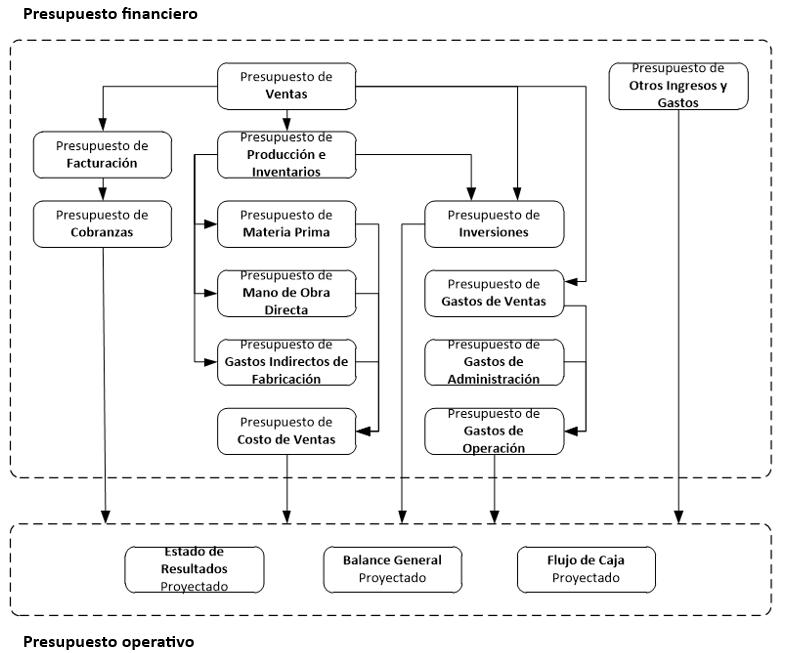 Presupuesto financiero
Presupuesto de
Ventas
Presupuesto de
Otros Ingresos y
Gastos
Presupuesto de
Facturación
Presupuesto de
Producción e
Inventarios
Presupuesto de
Cobranzas
Presupuesto de
Materia Prima
Presupuesto de
Inversiones
Presupuesto de
Mano de Obra
Directa
Presupuesto de
Gastos de Ventas
Presupuesto de
Gastos Indirectos de
Fabricación
Presupuesto de
Gastos de
Administración
Presupuesto de
Costo de Ventas
Presupuesto de
Gastos de
Operación
Estado de
Resultados
Proyectado
Balance General
Proyectado
Flujo de Caja
Proyectado
Presupuesto operativo